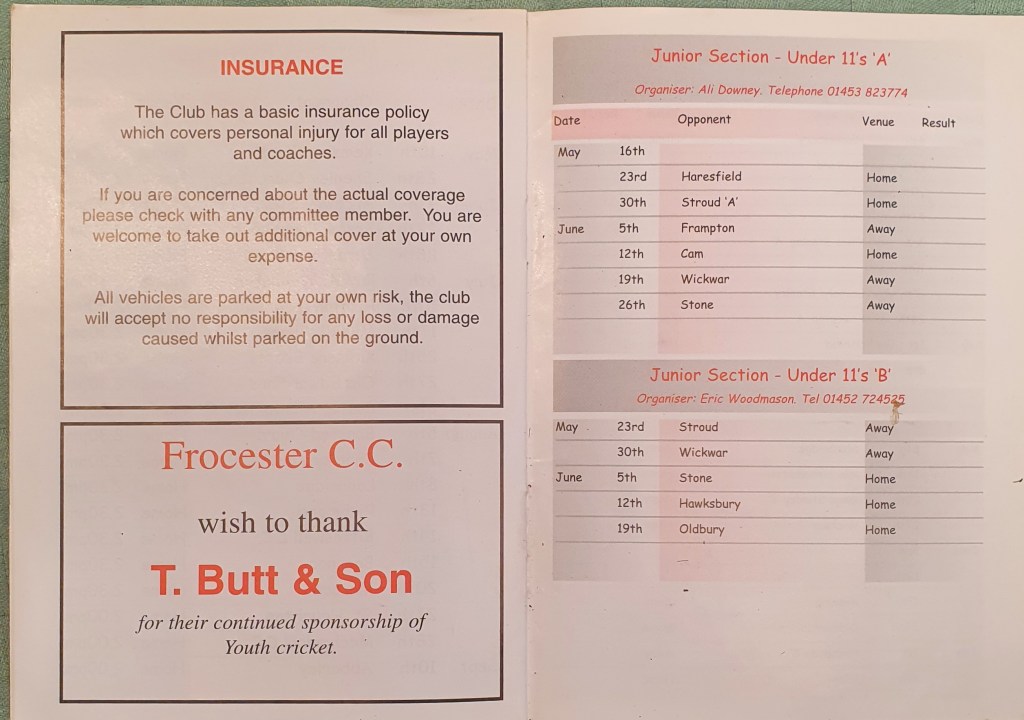 INSURANCE
The Club has a basic insurance policy
which covers personal injury for all players
and coaches.
If you are concerned about the actual coverage
please check with any committee member. You are
welcome to take out additional cover at your own
expense.
All vehicles are parked at your own risk, the club
will accept no responsibility for any loss or damage
caused whilst parked on the ground.
Frocester C.C.
wish to thank
T. Butt & Son
for their continued sponsorship of
Youth cricket.
Junior Section - Under 11's 'A'
Organiser: Ali Downey. Telephone 01453 823774
Date Opponent Venue Result
May 16th
23rd Haresfield Home
30th Stroud 'A' Home
June 5th Frampton Away
12th Cam Home
19th Wickwar Away
26th Stone Away
Junior Section - Under 11's 'B'
Organiser: Eric Woodmason. Tel 01452 724525
May 23rd Stroud Away
30th Wickwar Away
June 5th Stone Home
12th Hawksbury Home
19th Oldbury Home